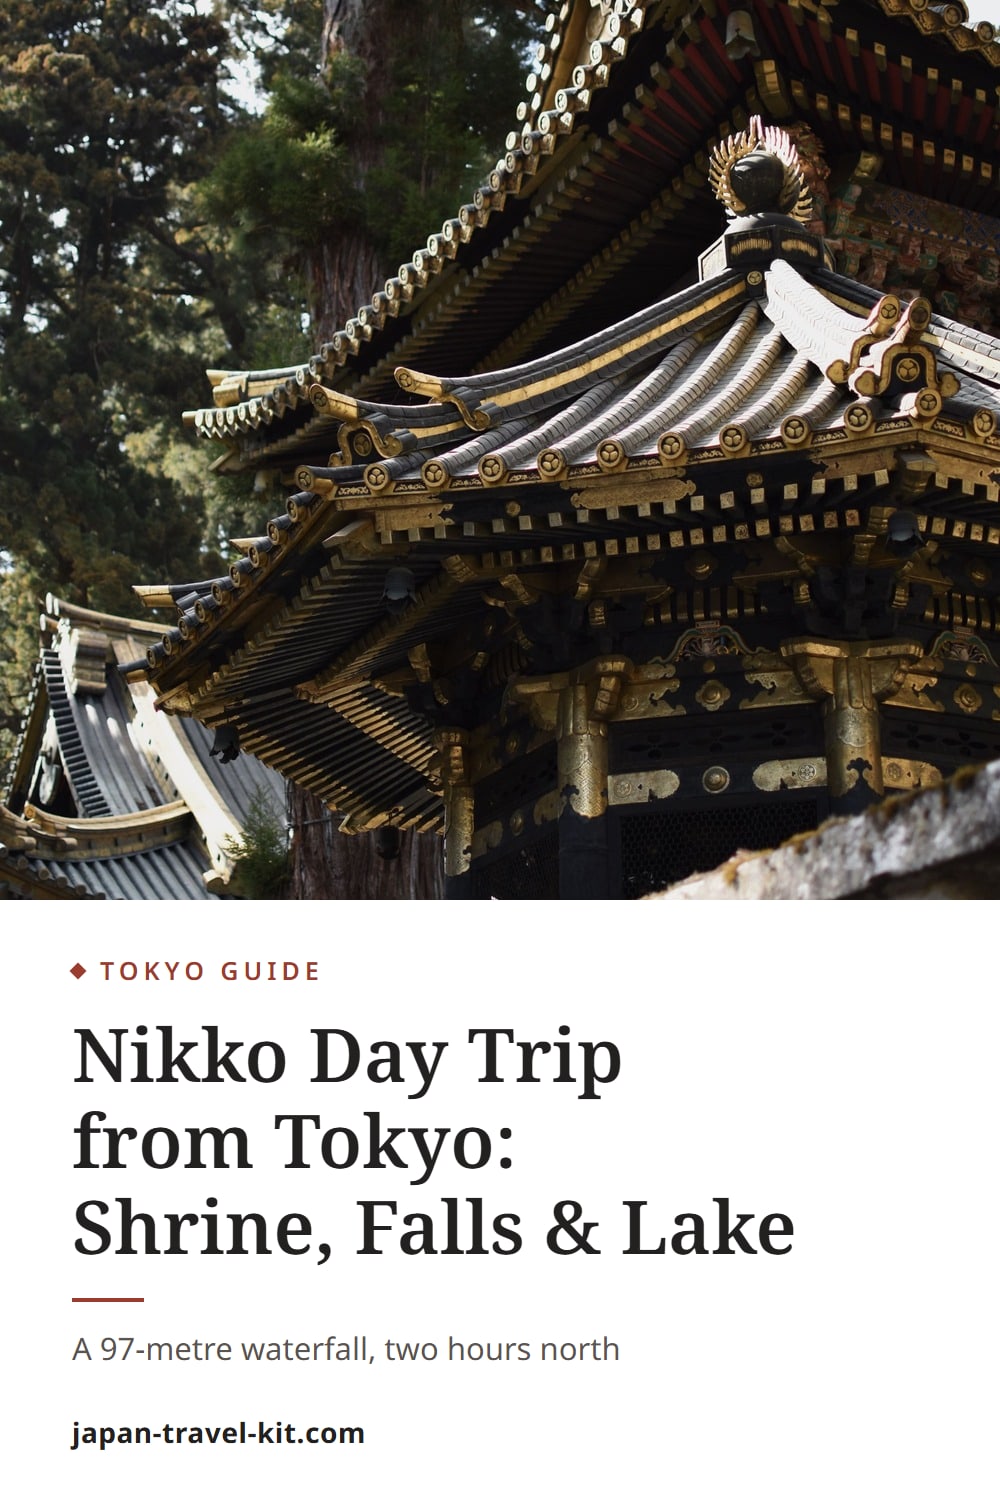 TOKYO GUIDE
Nikko Day Trip
from Tokyo:
Shrine, Falls & Lake
A 97-metre waterfall, two hours north
japan-travel-kit.com